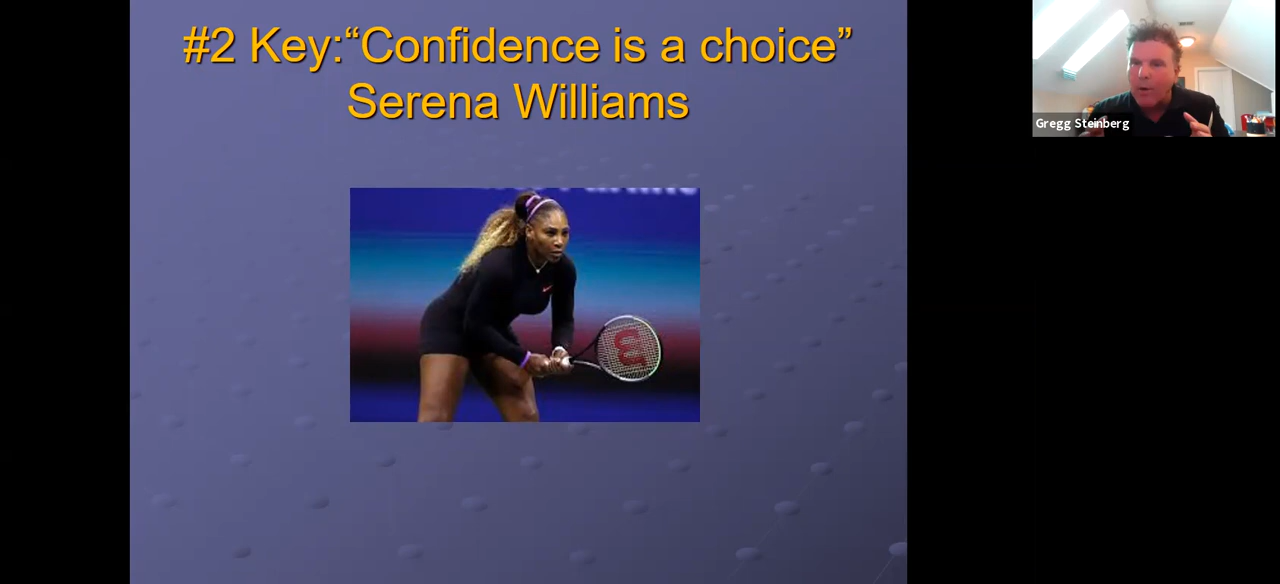 #2 Key:“Confidence is a choice”
Serena Williams
Gregg Steinberg